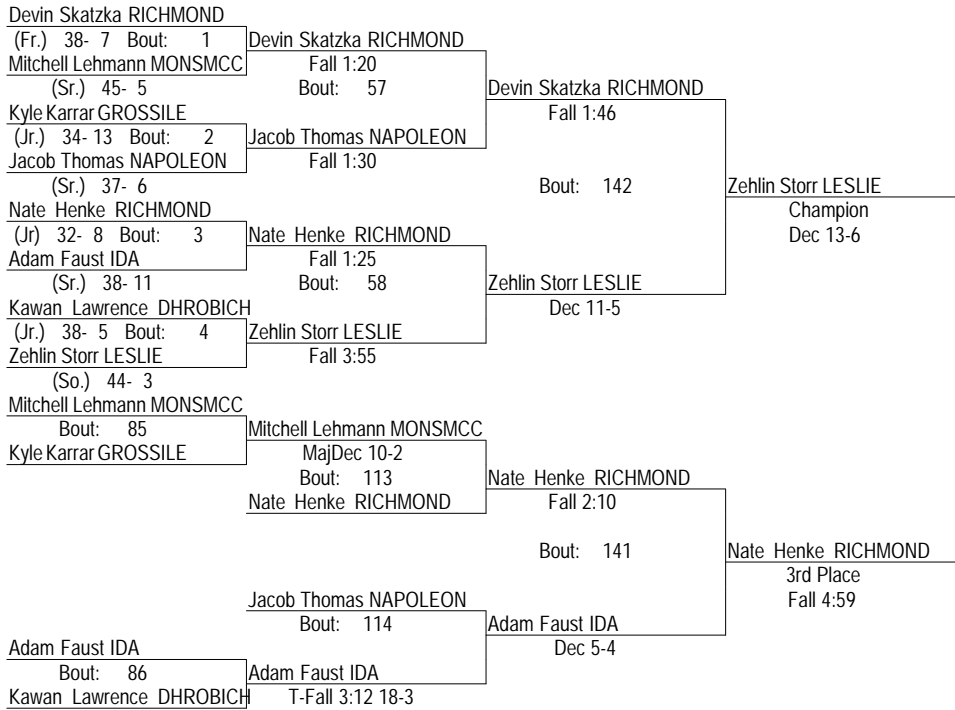 Devin Skatzka RICHMOND
(Fr.) 38- 7 Bout: 1
Devin Skatzka RICHMOND
Mitchell Lehmann MONSMCC
Fall 1:20
(Sr.) 45- 5
Bout: 57
Devin Skatzka RICHMOND
Kyle Karrar GROSSILE
Fall 1:46
(Jr.) 34- 13 Bout: 2
Jacob Thomas NAPOLEON
Jacob Thomas NAPOLEON
Fall 1:30
(Sr.) 37- 6
Bout: 142
Zehlin Storr LESLIE
Nate Henke RICHMOND
Champion
(Jr) 32- 8 Bout: 3
Nate Henke RICHMOND
Dec 13-6
Adam Faust IDA
Fall 1:25
(Sr.) 38- 11
Bout: 58
Zehlin Storr LESLIE
Kawan Lawrence DHROBICH
Dec 11-5
(Jr.) 38- 5 Bout: 4
Zehlin Storr LESLIE
Zehlin Storr LESLIE
Fall 3:55
(So.) 44- 3
Mitchell Lehmann MONSMCC
Bout: 85
Mitchell Lehmann MONSMCC
Kyle Karrar GROSSILE
MajDec 10-2
Bout: 113
Nate Henke RICHMOND
Nate Henke RICHMOND
Fall 2:10
Bout: 141
Nate Henke RICHMOND
3rd Place
Jacob Thomas NAPOLEON
Fall 4:59
Bout: 114
Adam Faust IDA
Adam Faust IDA
Dec 5-4
Bout: 86
Adam Faust IDA
Kawan Lawrence DHROBICH
T-Fall 3:12 18-3